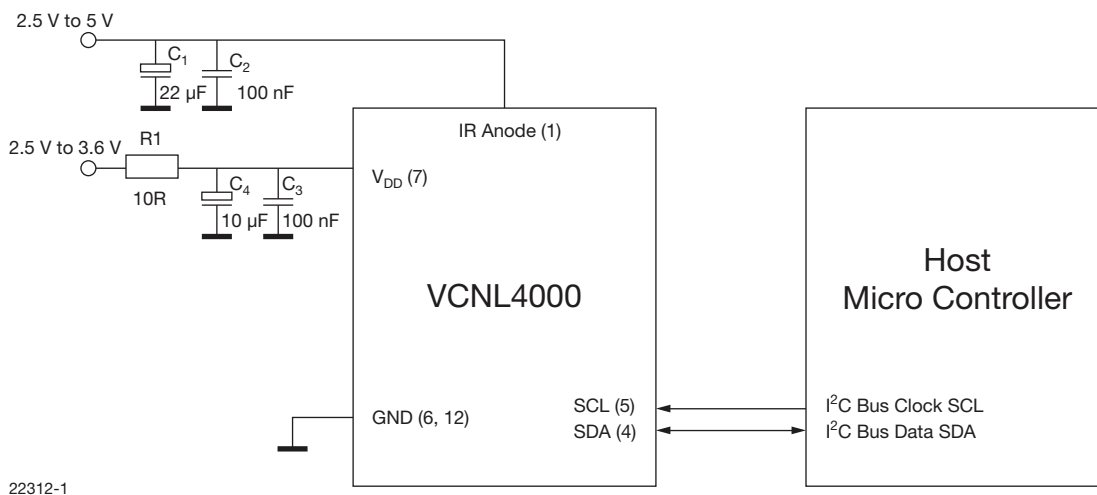 2.5 V to 5 V
C1
22 µF
C2
100 nF
IR Anode (1)
2.5 V to 3.6 V
R1
10R
C4
10 µF
C3
100 nF
VDD (7)
VCNL4000
Host
Micro Controller
GND (6, 12)
SCL (5)
SDA (4)
I²C Bus Clock SCL
I²C Bus Data SDA
22312-1